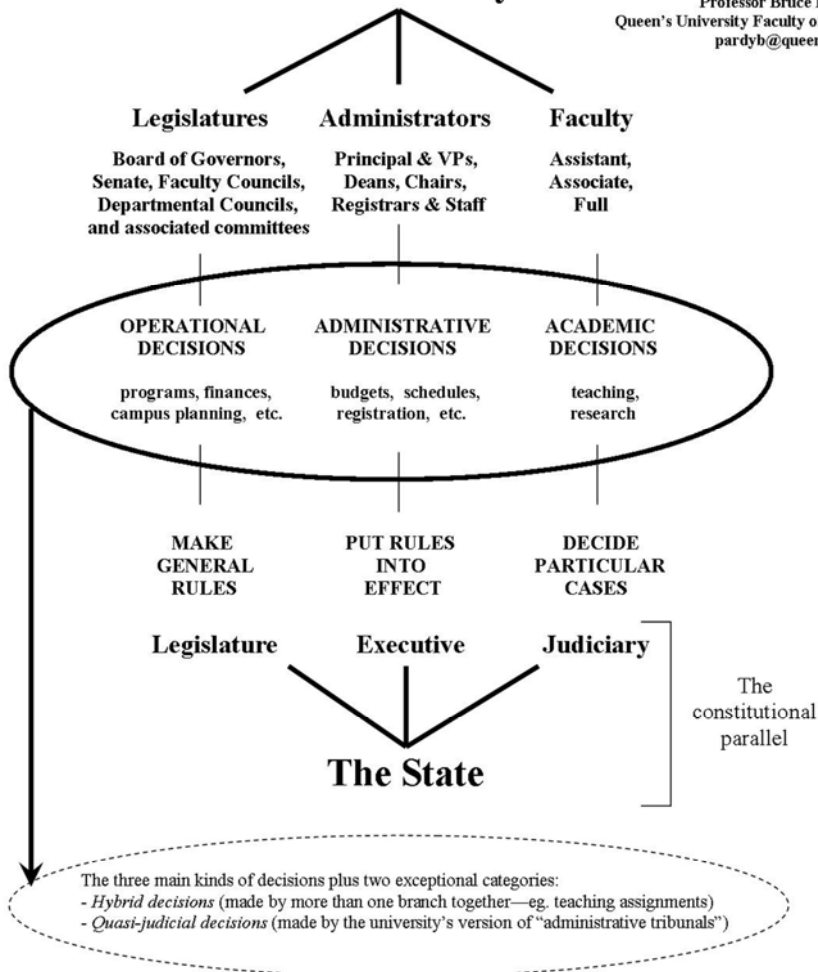 Professor Bruce
Queen's University Faculty of
pardyb@queen
Legislatures
Administrators
Faculty
Board of Governors,
Senate, Faculty Councils,
Departmental Councils,
and associated committees
Principal & VPs,
Deans, Chairs,
Registrars & Staff
Assistant,
Associate,
Full
OPERATIONAL
DECISIONS
programs, finances,
campus planning, etc.
ADMINISTRATIVE
DECISIONS
budgets, schedules,
registration, etc.
ACADEMIC
DECISIONS
teaching,
research
MAKE
GENERAL
RULES
PUT RULES
INTO
EFFECT
DECIDE
PARTICULAR
CASES
Legislature
Executive
Judiciary
The State
The
constitutional
parallel
The three main kinds of decisions plus two exceptional categories:
- Hybrid decisions (made by more than one branch together—eg. teaching assignments)
- Quasi-judicial decisions (made by the university's version of “administrative tribunals”)